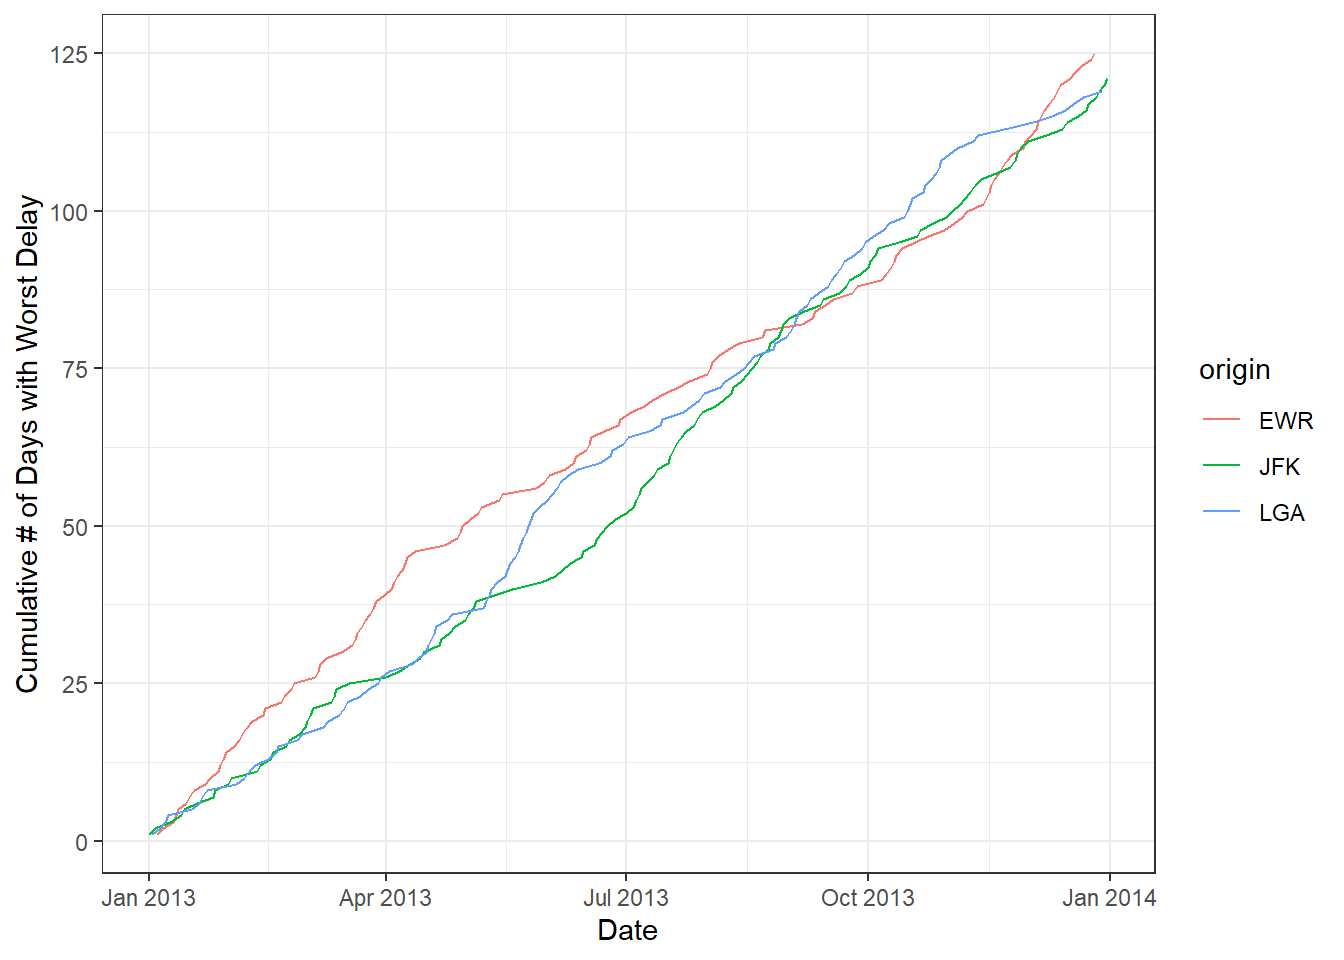 125
100
75
50
25
0
Cumulative # of Days with Worst Delay
Jan 2013
Apr 2013
Jul 2013
Oct 2013
Jan 2014
Date
origin
EWR
JFK
LGA